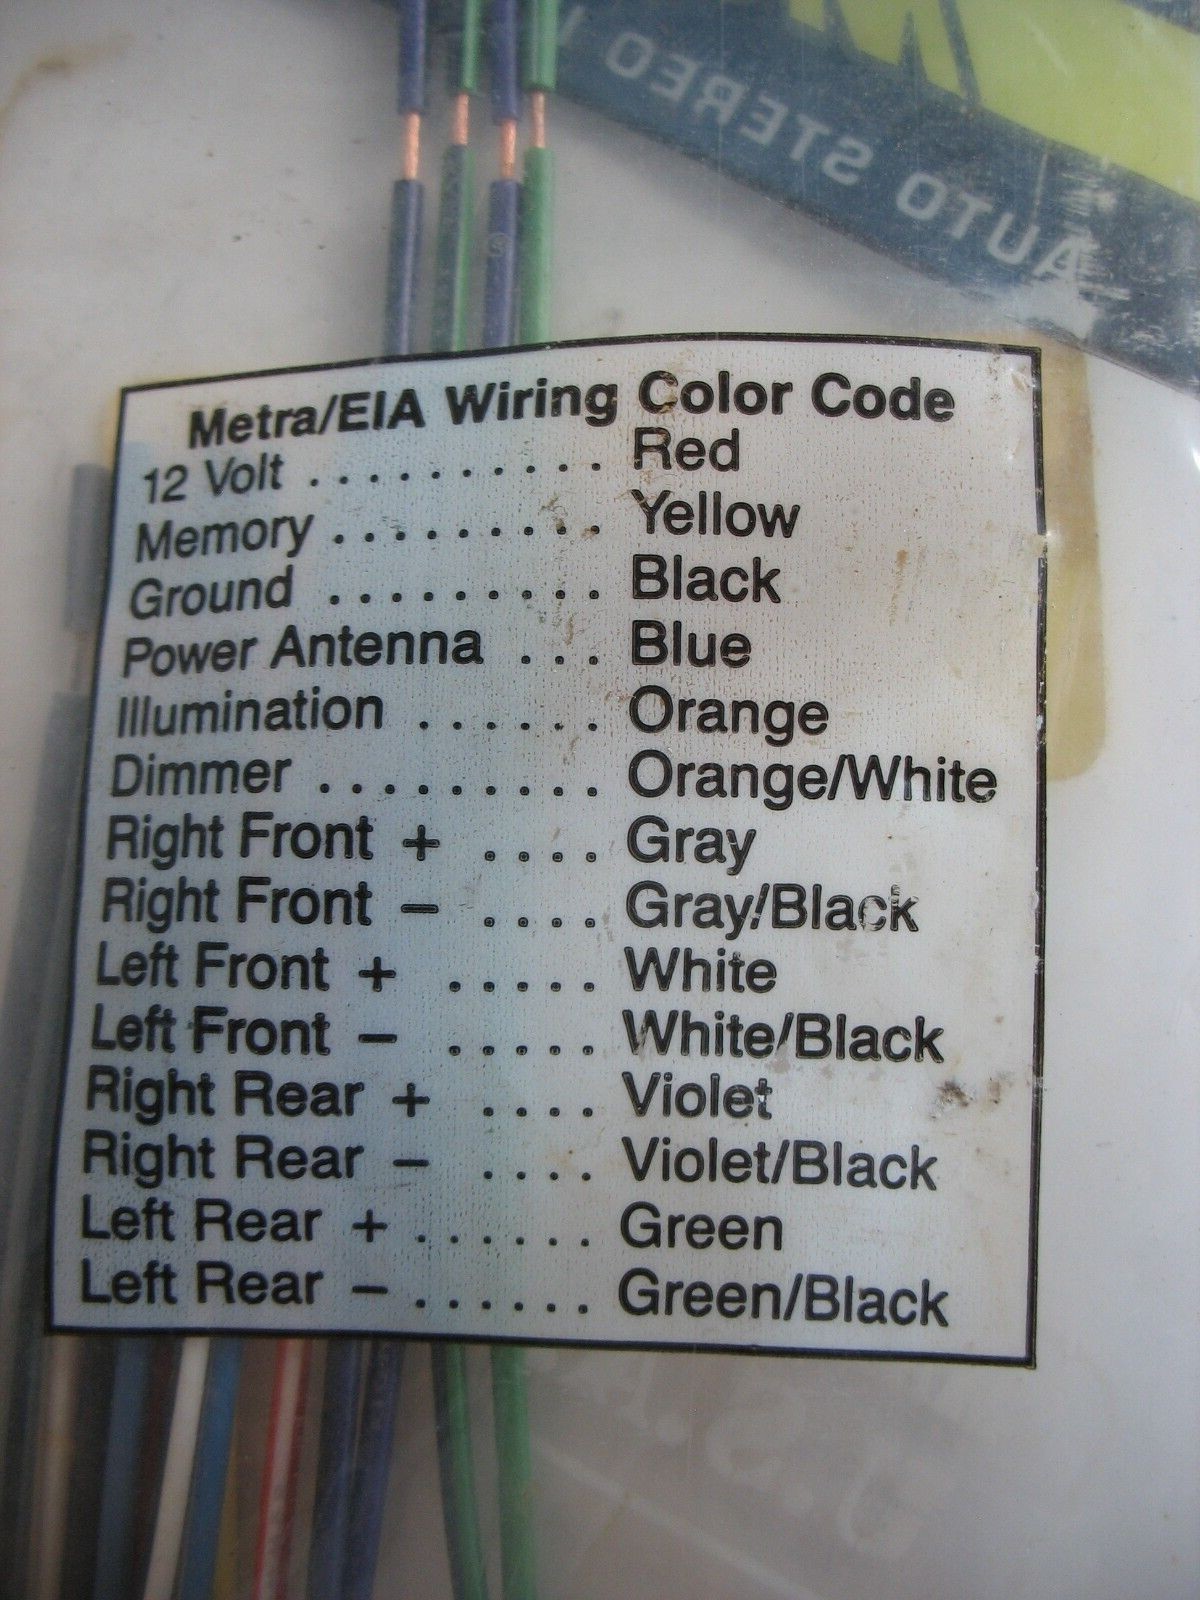 AUTO STEREO
Metra/EIA Wiring Color Code
12 Volt .......... Red
Memory ......... Yellow
Ground ......... Black
Power Antenna ... Blue
Illumination ...... Orange
Dimmer ......... Orange/White
Right Front + .... Gray
Right Front – .... Gray/Black
Left Front + ..... White
Left Front – ..... White/Black
Right Rear + .... Violet
Right Rear – .... Violet/Black
Left Rear + ...... Green
Left Rear – ...... Green/Black